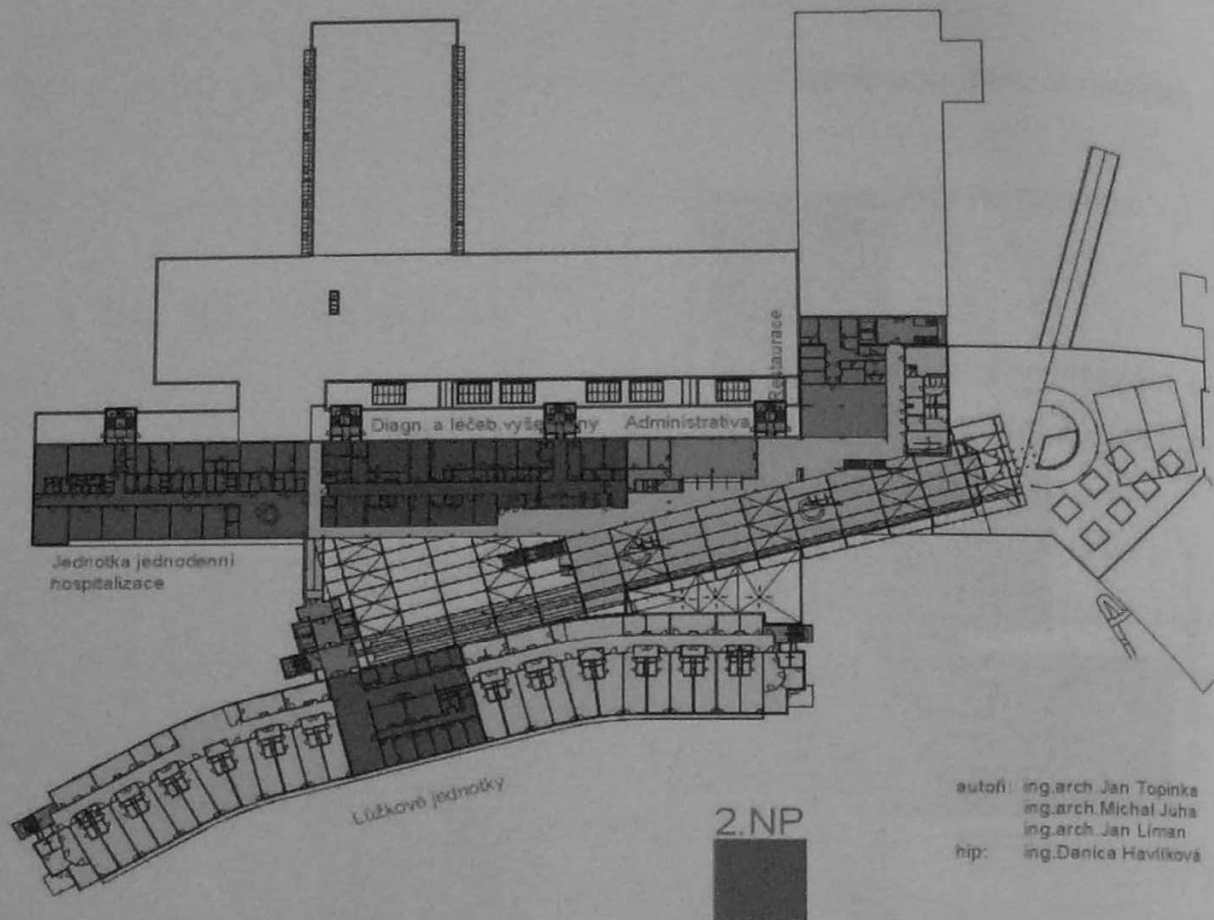 Restaurace
Diagn. a léčeb.vyšetřovny Administrativa
Jednotka jednodenní
hospitalizace
Lůžkové jednotky
2.NP
autoři: ing.arch.Jan Topinka
ing.arch.Michal Juha
ing.arch.Jan Liman
hip: ing.Danica Havlíková